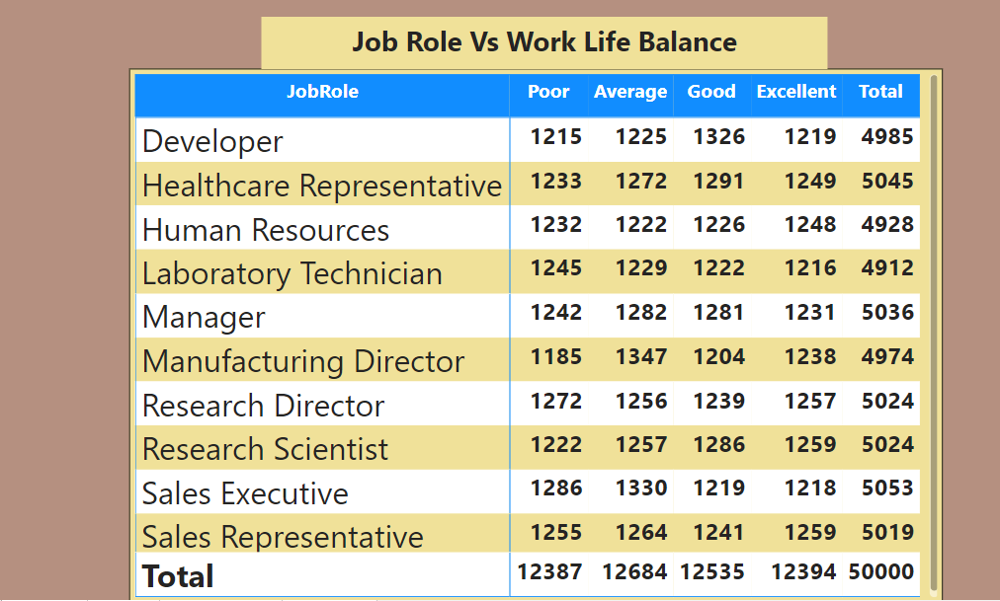 Job Role Vs Work Life Balance
JobRole Poor Average Good Excellent Total
Developer 1215 1225 1326 1219 4985
Healthcare Representative 1233 1272 1291 1249 5045
Human Resources 1232 1222 1226 1248 4928
Laboratory Technician 1245 1229 1222 1216 4912
Manager 1242 1282 1281 1231 5036
Manufacturing Director 1185 1347 1204 1238 4974
Research Director 1272 1256 1239 1257 5024
Research Scientist 1222 1257 1286 1259 5024
Sales Executive 1286 1330 1219 1218 5053
Sales Representative 1255 1264 1241 1259 5019
Total 12387 12684 12535 12394 50000